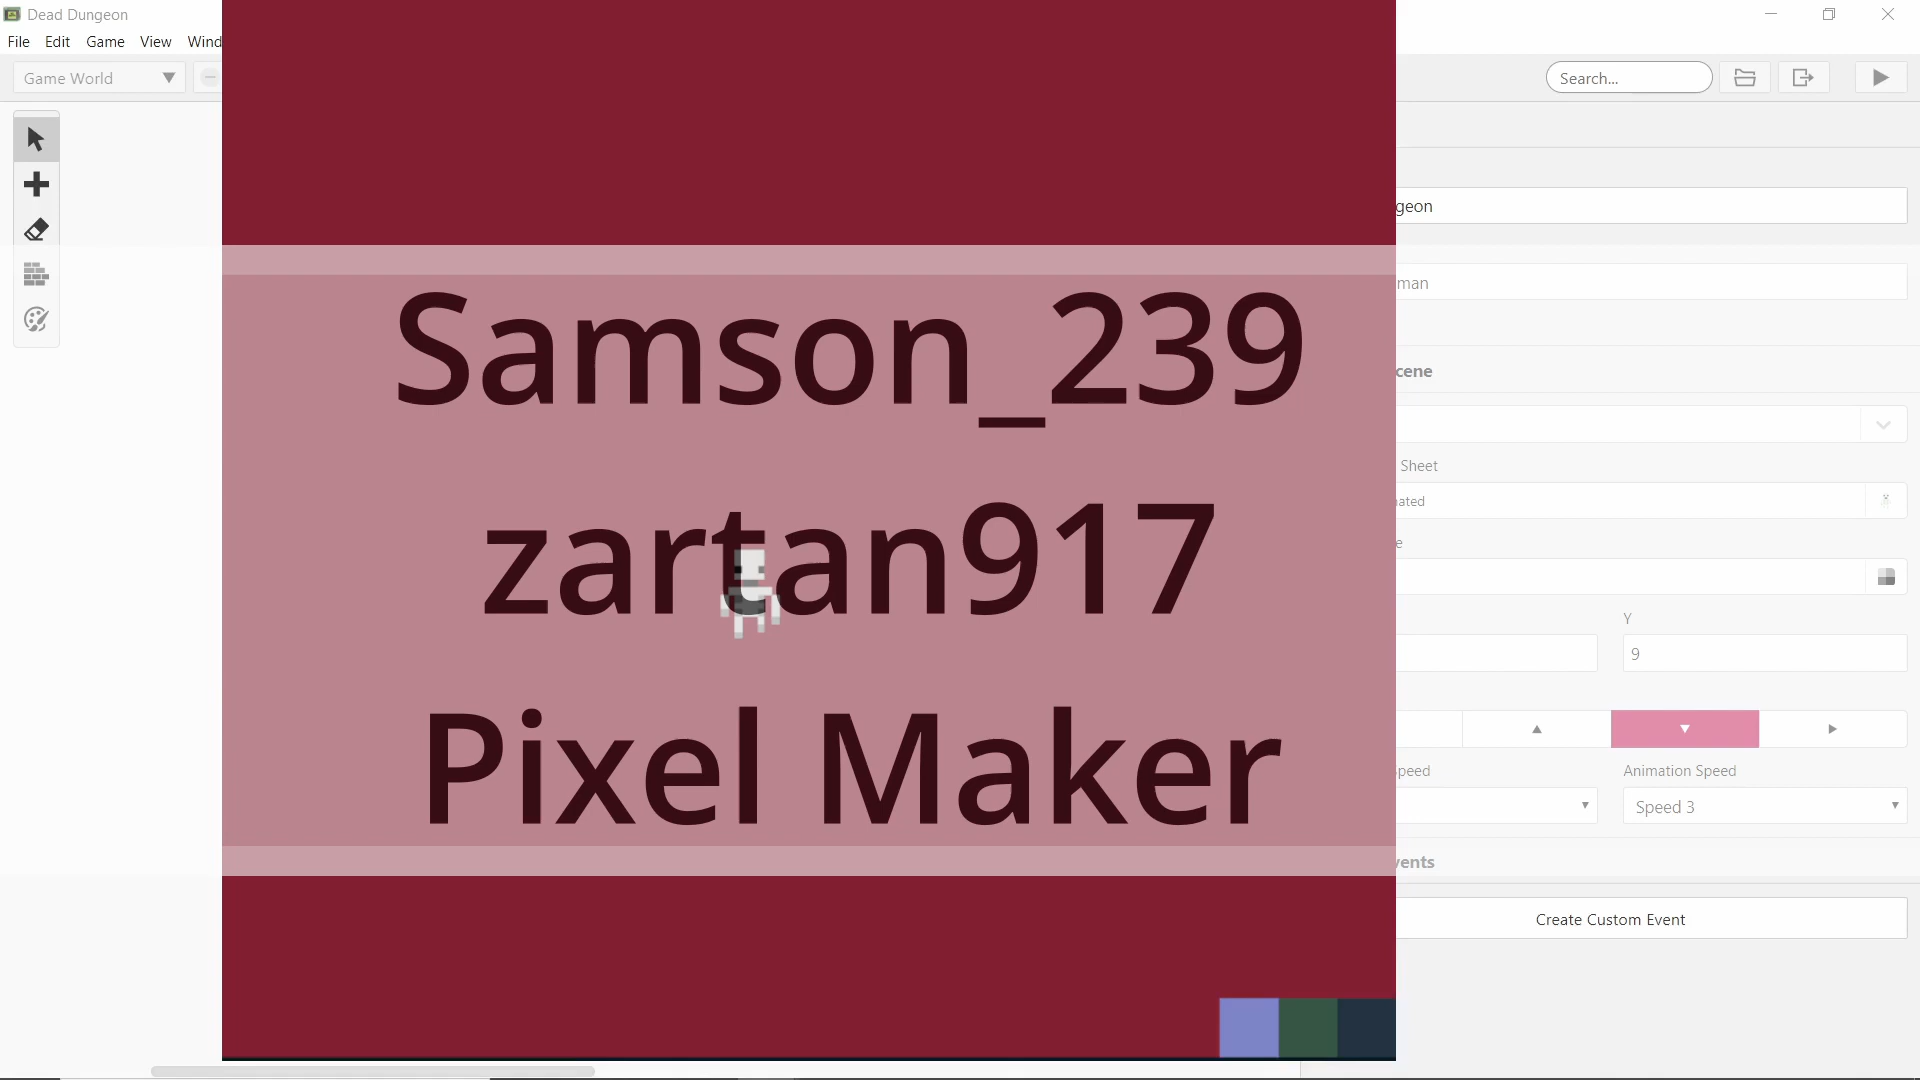 Dead Dungeon
File Edit Game View Wind
Game World
Search...
geon
man
Samson_239
cene
Sheet
ated
e
zartan917
Y
9
Pixel Maker
peed
Animation Speed
Speed 3
vents
Create Custom Event